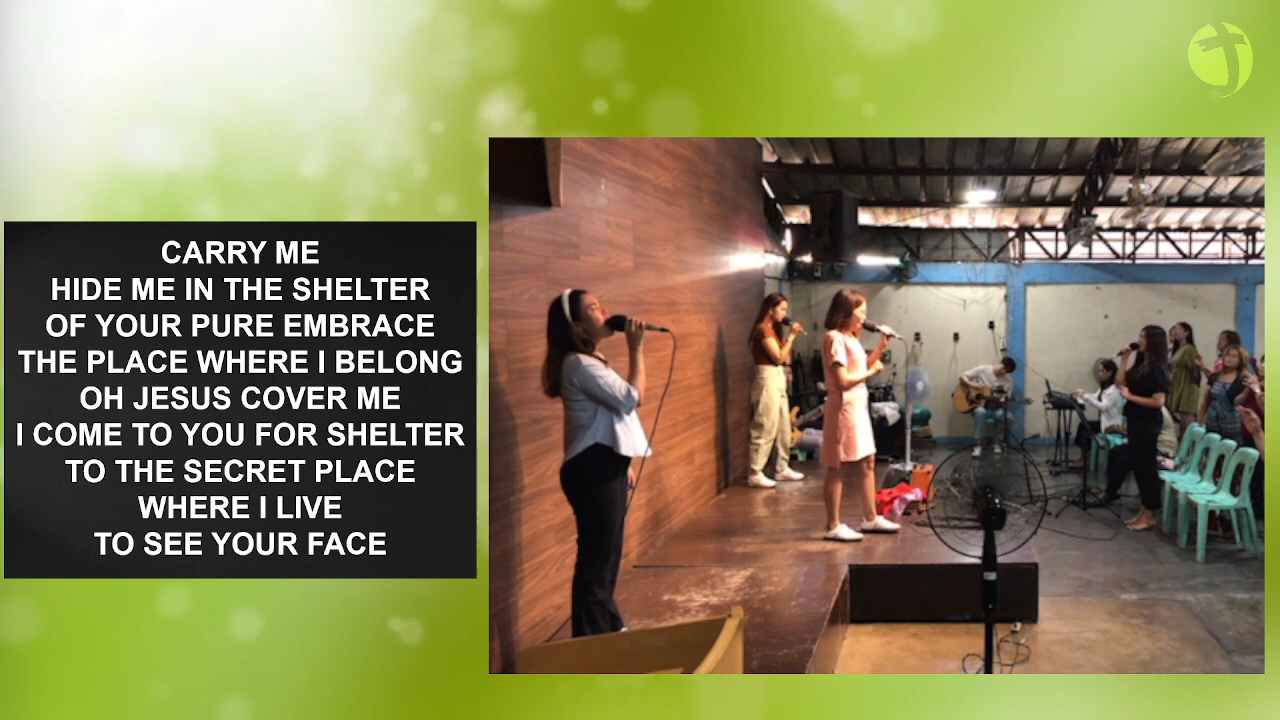 CARRY ME
HIDE ME IN THE SHELTER
OF YOUR PURE EMBRACE
THE PLACE WHERE I BELONG
OH JESUS COVER ME
I COME TO YOU FOR SHELTER
TO THE SECRET PLACE
WHERE I LIVE
TO SEE YOUR FACE